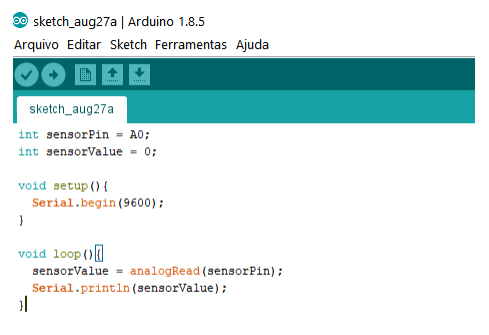 sketch_aug27a | Arduino 1.8.5
Arquivo Editar Sketch Ferramentas Ajuda
sketch_aug27a
int sensorPin = A0;
int sensorValue = 0;
void setup(){
Serial.begin(9600);
}
void loop(){
sensorValue = analogRead(sensorPin);
Serial.println(sensorValue);
}